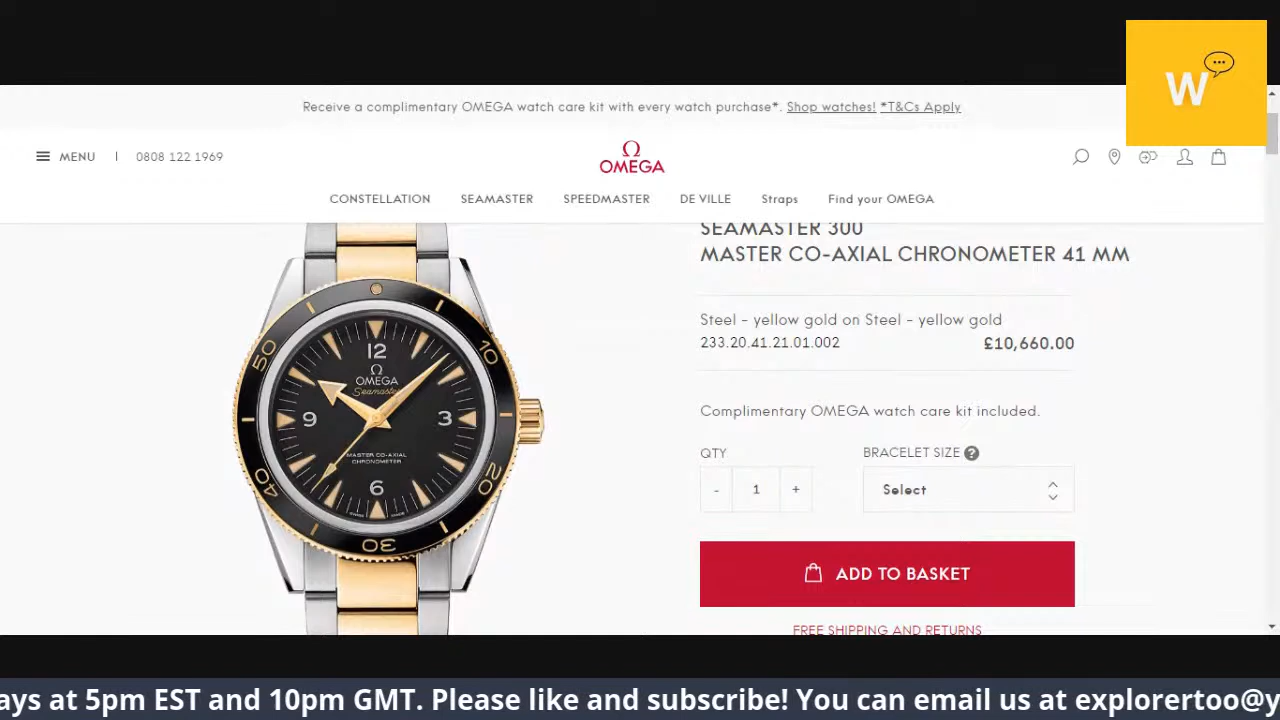 W
Receive a complimentary OMEGA watch care kit with every watch purchase*. Shop watches! *T&Cs Apply
MENU | 0808 122 1969
Ω
OMEGA
CONSTELLATION SEAMASTER SPEEDMASTER DE VILLE Straps Find your OMEGA
SEAMASTER 300
MASTER CO-AXIAL CHRONOMETER 41 MM
Steel - yellow gold on Steel - yellow gold
233.20.41.21.01.002 £10,660.00
Complimentary OMEGA watch care kit included.
QTY BRACELET SIZE ?
- 1 + Select
ADD TO BASKET
FREE SHIPPING AND RETURNS
10
20
30
40
50
12
3
6
9
Ω
OMEGA
Seamaster
MASTER CO-AXIAL
CHRONOMETER
ays at 5pm EST and 10pm GMT. Please like and subscribe! You can email us at explorertoo@y